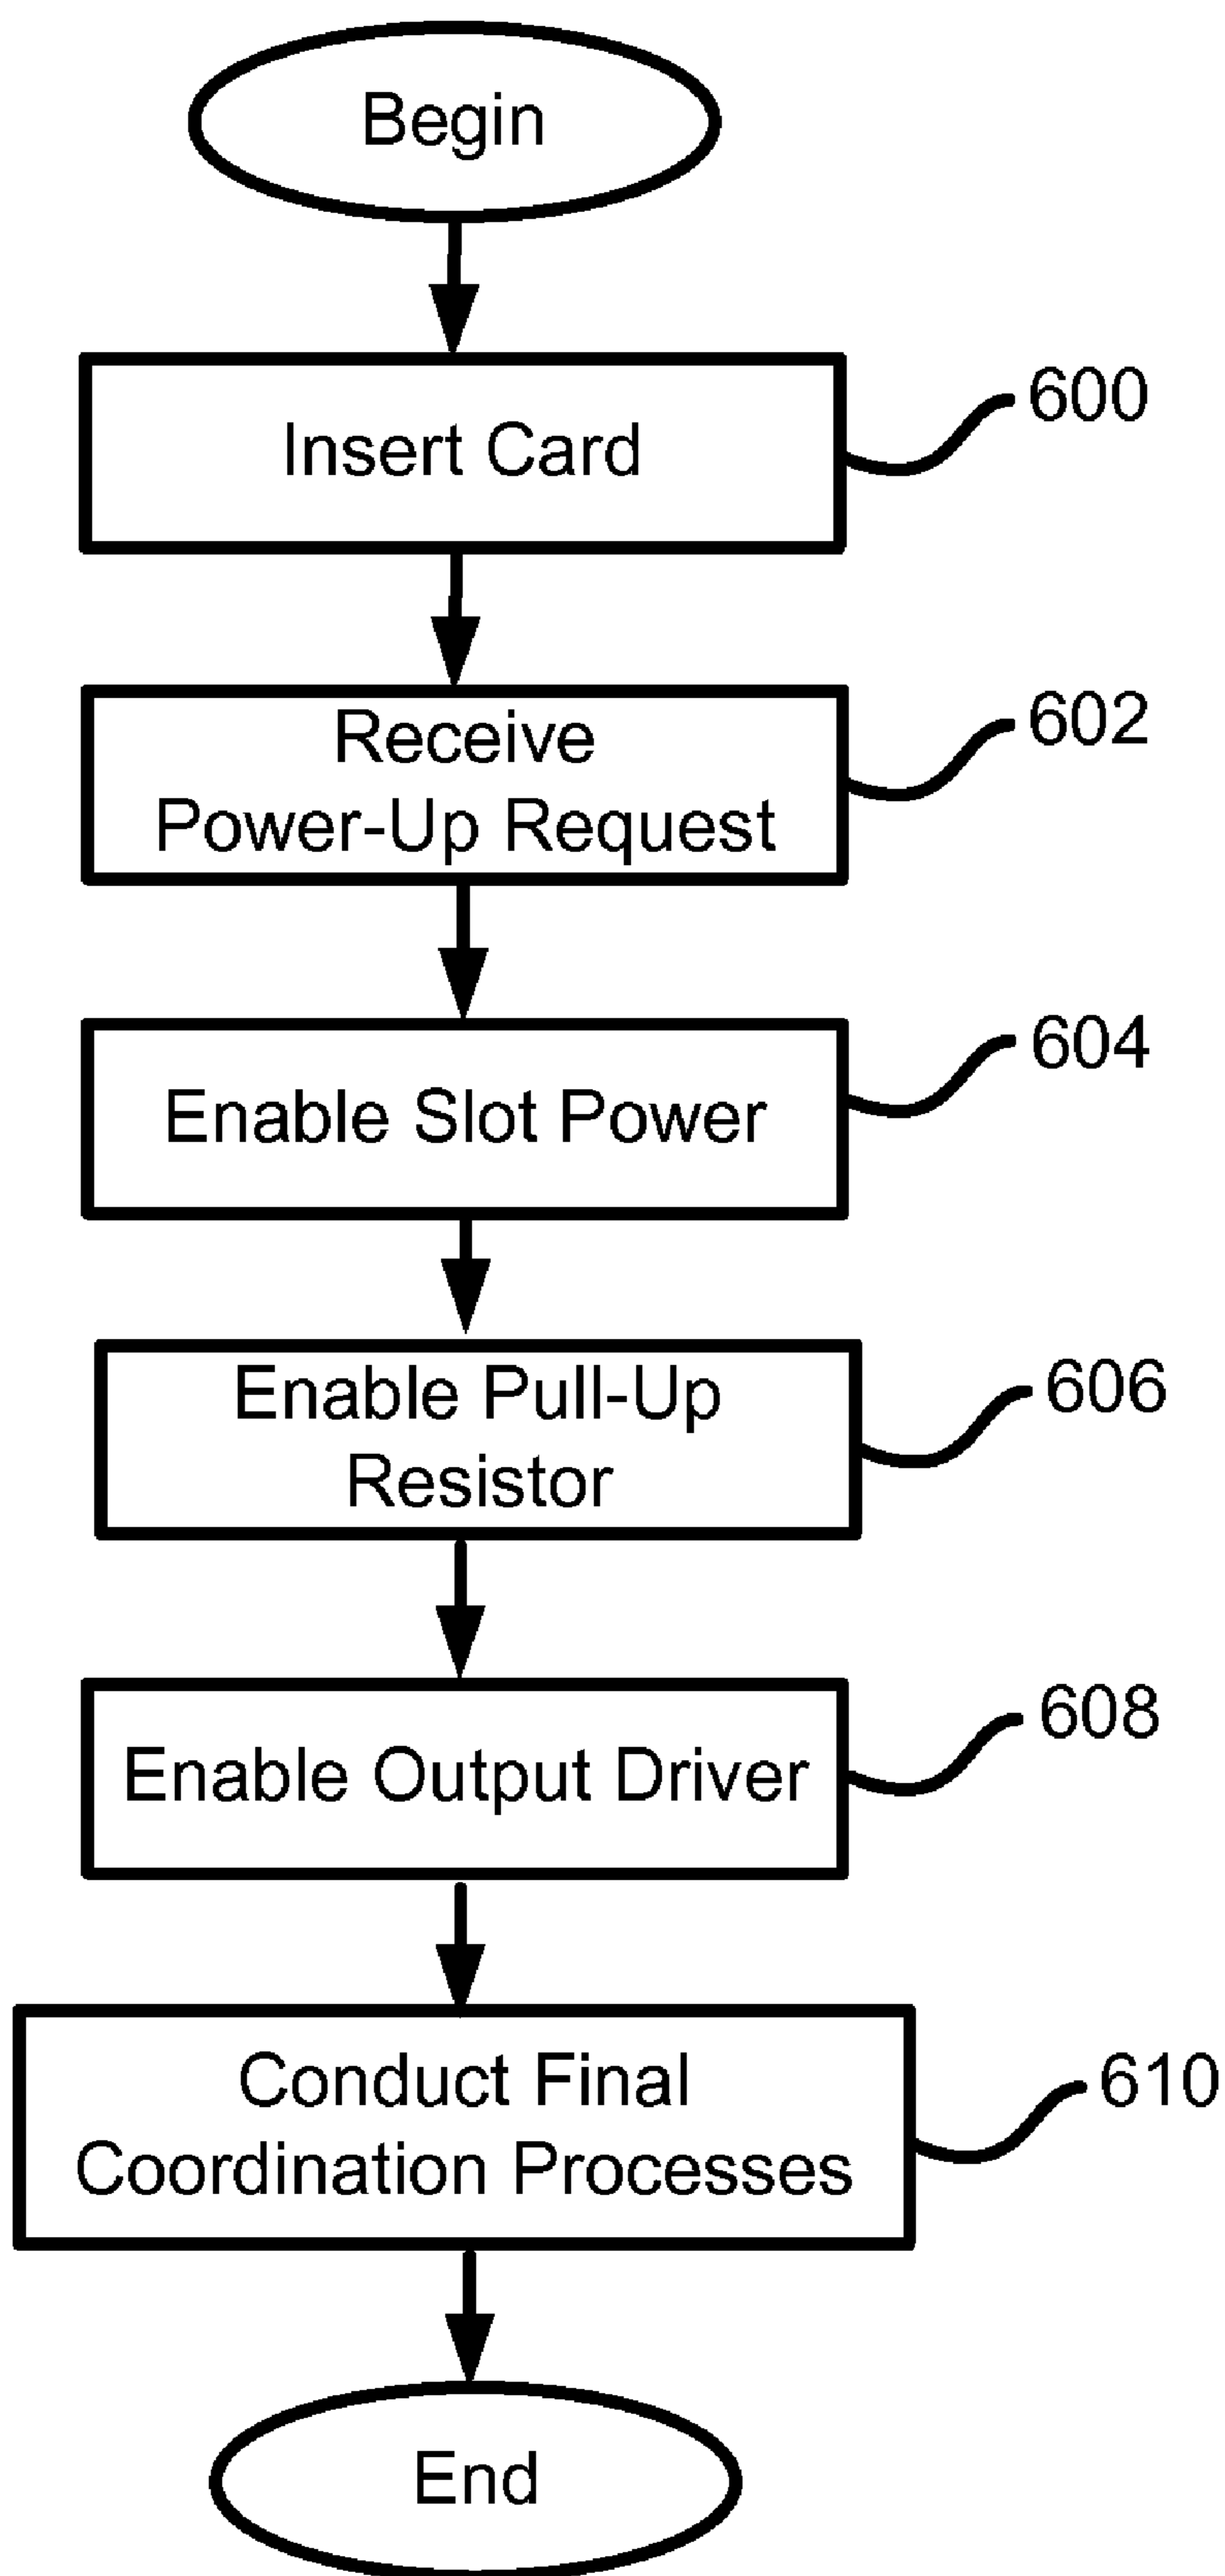 Begin
Insert Card
600
Receive
Power-Up Request
602
Enable Slot Power
604
Enable Pull-Up
Resistor
606
Enable Output Driver
608
Conduct Final
Coordination Processes
610
End